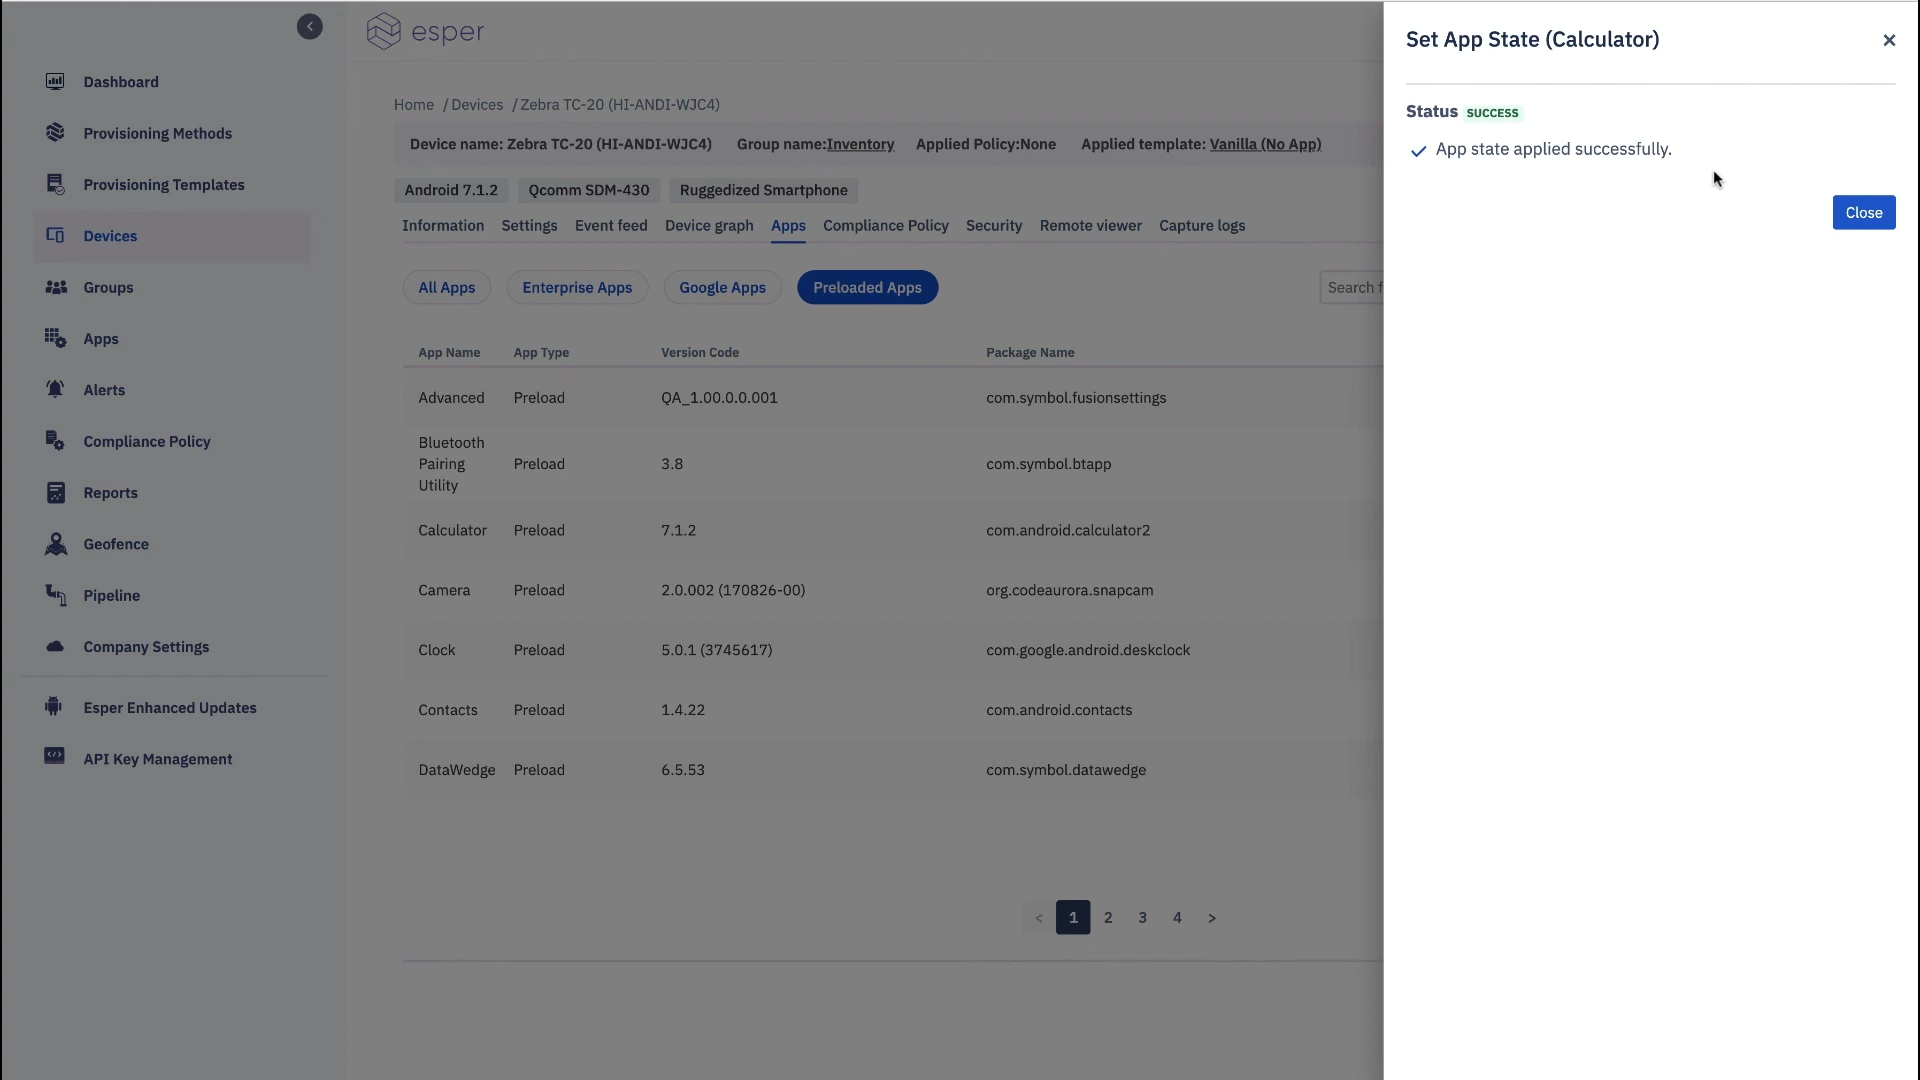 esper
Dashboard
Provisioning Methods
Provisioning Templates
Devices
Groups
Apps
Alerts
Compliance Policy
Reports
Geofence
Pipeline
Company Settings
Esper Enhanced Updates
API Key Management
Home / Devices / Zebra TC-20 (HI-ANDI-WJC4)
Device name: Zebra TC-20 (HI-ANDI-WJC4) Group name:Inventory Applied Policy:None Applied template: Vanilla (No App)
Android 7.1.2 Qcomm SDM-430 Ruggedized Smartphone
Information Settings Event feed Device graph Apps Compliance Policy Security Remote viewer Capture logs
All Apps Enterprise Apps Google Apps Preloaded Apps Search f
App Name App Type Version Code Package Name
Advanced Preload QA_1.00.0.0.001 com.symbol.fusionsettings
Bluetooth
Pairing Preload 3.8 com.symbol.btapp
Utility
Calculator Preload 7.1.2 com.android.calculator2
Camera Preload 2.0.002 (170826-00) org.codeaurora.snapcam
Clock Preload 5.0.1 (3745617) com.google.android.deskclock
Contacts Preload 1.4.22 com.android.contacts
DataWedge Preload 6.5.53 com.symbol.datawedge
< 1 2 3 4 >
Set App State (Calculator)
Status SUCCESS
App state applied successfully.
Close